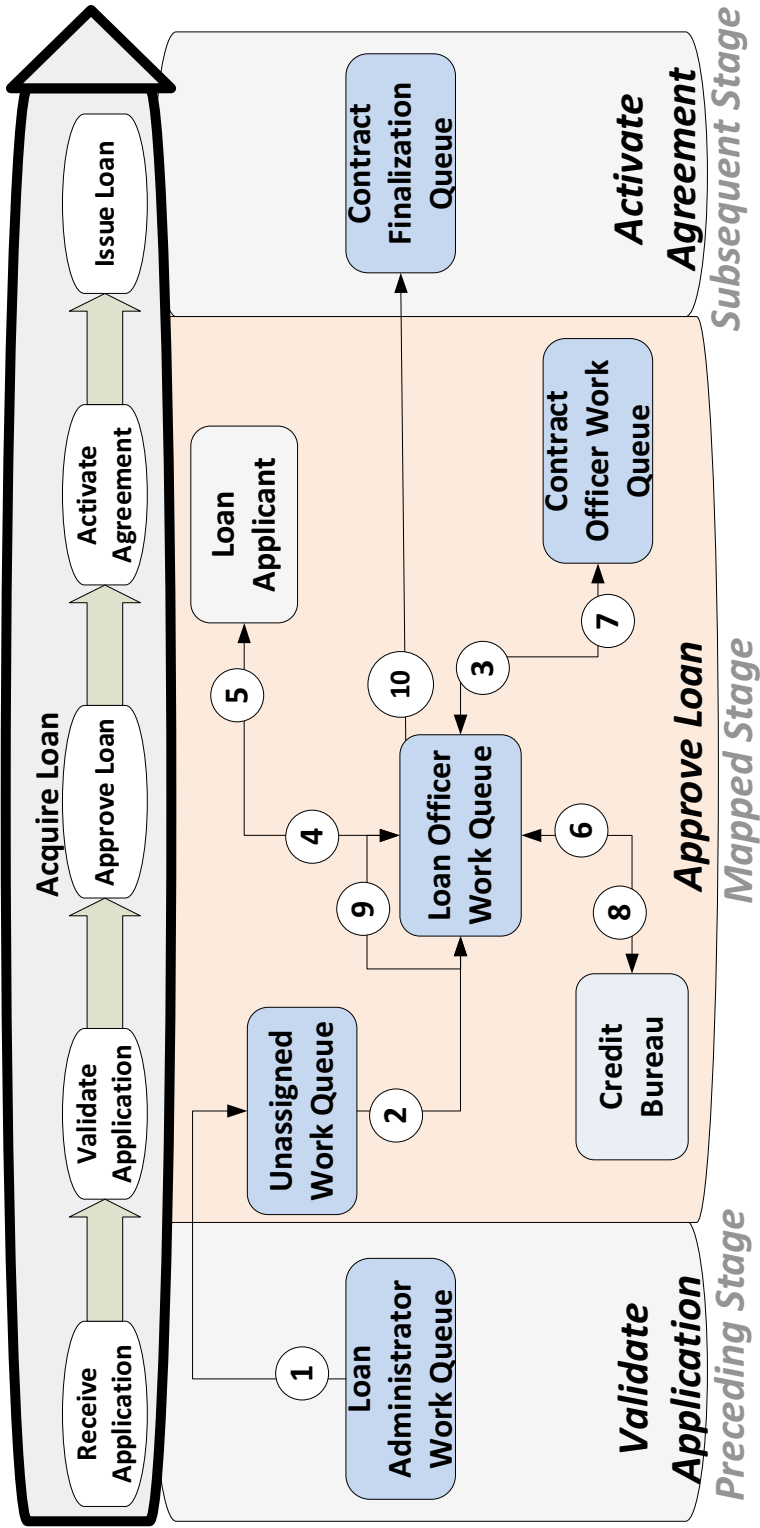 Acquire Loan
Receive
Application
Validate
Application
Approve Loan
Activate
Agreement
Issue Loan
1
Loan
Administrator
Work Queue
Validate
Application
Preceding Stage
Unassigned
Work Queue
2
9
4
5
Loan
Applicant
Loan Officer
Work Queue
10
3
7
6
8
Credit
Bureau
Contract
Officer Work
Queue
Approve Loan
Mapped Stage
Contract
Finalization
Queue
Activate
Agreement
Subsequent Stage